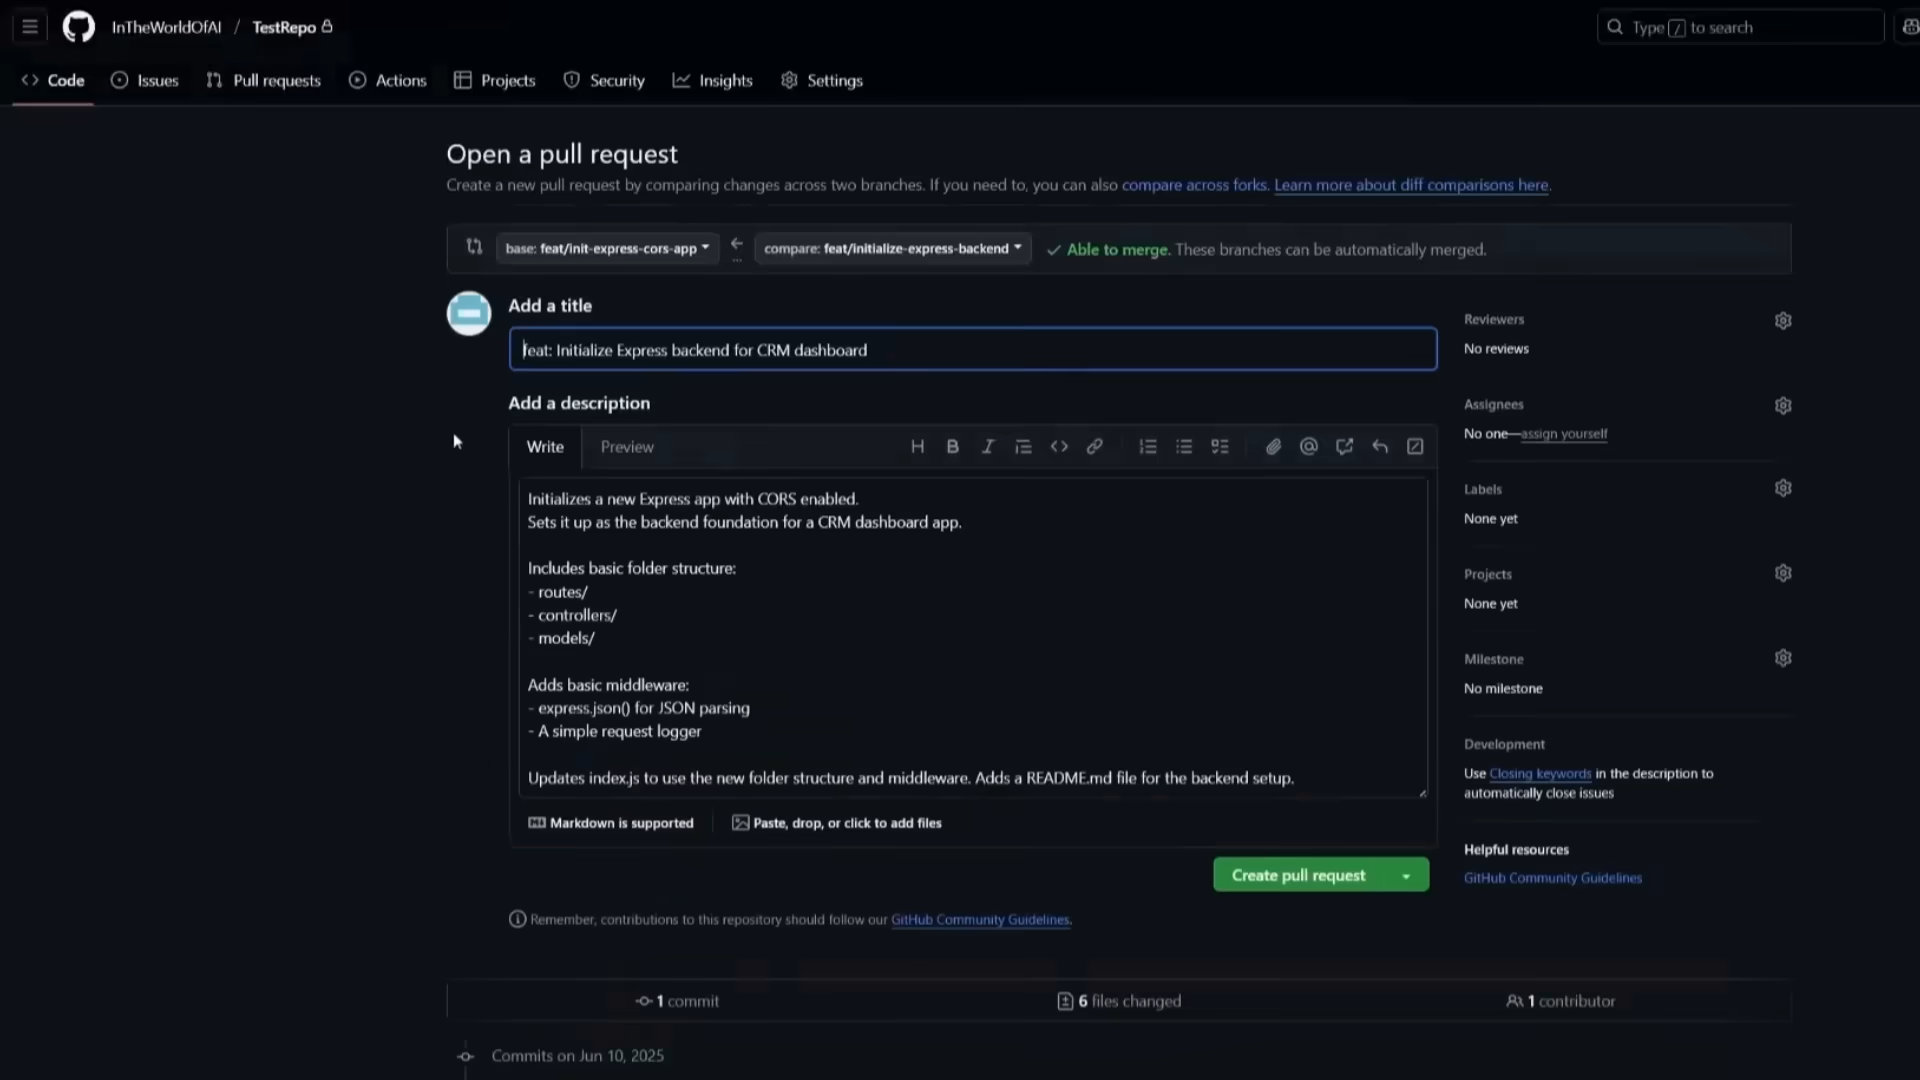 InTheWorldOfAI / TestRepo
Type / to search
Code Issues Pull requests Actions Projects Security Insights Settings
Open a pull request
Create a new pull request by comparing changes across two branches. If you need to, you can also compare across forks. Learn more about diff comparisons here.
base: feat/init-express-cors-app
...
compare: feat/initialize-express-backend
Able to merge. These branches can be automatically merged.
Add a title
feat: Initialize Express backend for CRM dashboard
Add a description
Write Preview
Initializes a new Express app with CORS enabled.
Sets it up as the backend foundation for a CRM dashboard app.
Includes basic folder structure:
- routes/
- controllers/
- models/
Adds basic middleware:
- express.json() for JSON parsing
- A simple request logger
Updates index.js to use the new folder structure and middleware. Adds a README.md file for the backend setup.
Markdown is supported
Paste, drop, or click to add files
Create pull request
Remember, contributions to this repository should follow our GitHub Community Guidelines.
Reviewers
No reviews
Assignees
No one—assign yourself
Labels
None yet
Projects
None yet
Milestone
No milestone
Development
Use Closing keywords in the description to
automatically close issues
Helpful resources
GitHub Community Guidelines
1 commit
6 files changed
1 contributor
Commits on Jun 10, 2025